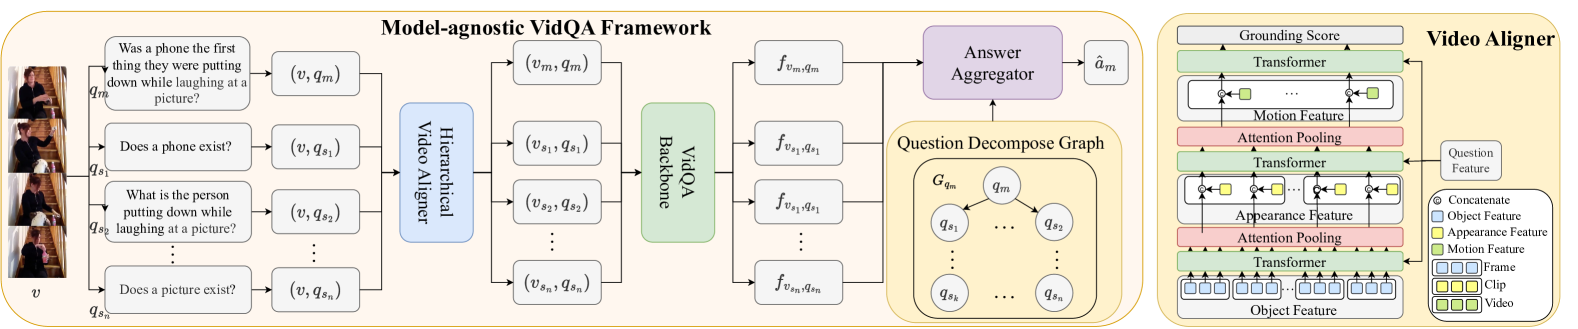 Model-agnostic VidQA Framework
Was a phone the first
thing they were putting
down while laughing at a
picture?
Does a phone exist?
What is the person
putting down while
laughing at a picture?
Does a picture exist?
v
q_m
q_{s_1}
q_{s_2}
q_{s_n}
(v, q_m)
(v, q_{s_1})
(v, q_{s_2})
(v, q_{s_n})
Hierarchical
Video Aligner
(v_m, q_m)
(v_{s_1}, q_{s_1})
(v_{s_2}, q_{s_2})
(v_{s_n}, q_{s_n})
VidQA
Backbone
f_{v_m,q_m}
f_{v_{s_1},q_{s_1}}
f_{v_{s_1},q_{s_1}}
f_{v_{s_n},q_{s_n}}
Answer
Aggregator
â_m
Question Decompose Graph
G_{q_m}
q_m
q_{s_1} ... q_{s_2}
q_{s_k} ... q_{s_n}
Video Aligner
Grounding Score
Transformer
c ... c
Motion Feature
Attention Pooling
Transformer
c c ... c c
Appearance Feature
Attention Pooling
Transformer
...
Object Feature
Question
Feature
c Concatenate
Object Feature
Appearance Feature
Motion Feature
Frame
Clip
Video